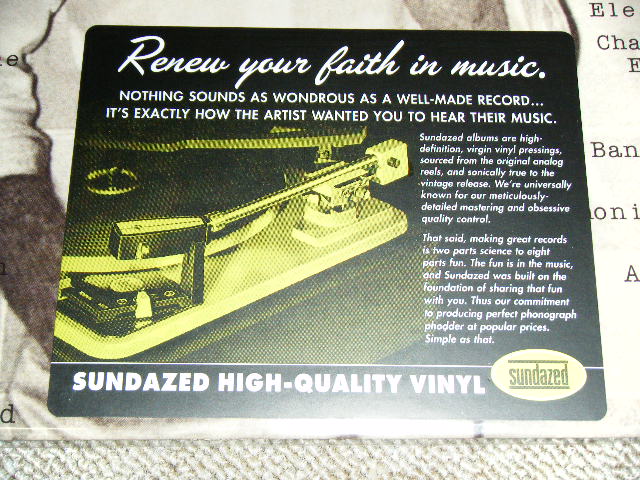 Renew your faith in music.
NOTHING SOUNDS AS WONDROUS AS A WELL-MADE RECORD...
IT'S EXACTLY HOW THE ARTIST WANTED YOU TO HEAR THEIR MUSIC.
Sundazed albums are high-
definition, virgin vinyl pressings,
sourced from the original analog
reels, and sonically true to the
vintage release. We're universally
known for our meticulously-
detailed mastering and obsessive
quality control.
That said, making great records
is two parts science to eight
parts fun. The fun is in the music,
and Sundazed was built on the
foundation of sharing that fun
with you. Thus our commitment
to producing perfect phonograph
phodder at popular prices.
Simple as that.
SUNDAZED HIGH-QUALITY VINYL
sundazed
Ele
Cha
E
Ban
oni
A
e
n
d